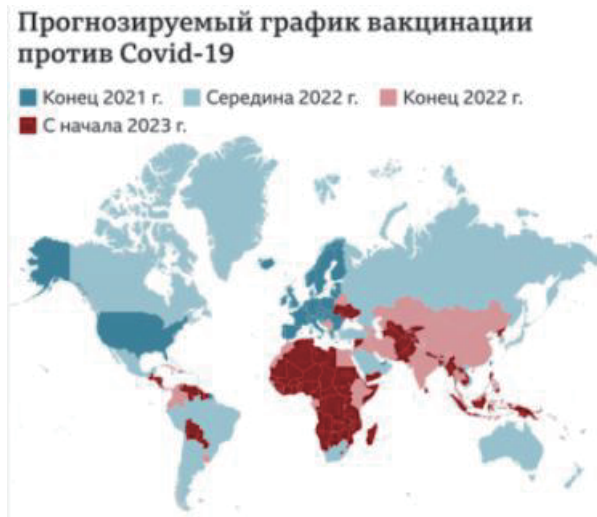 Прогнозируемый график вакцинации
против Covid-19
Конец 2021 г. Середина 2022 г. Конец 2022 г.
С начала 2023 г.